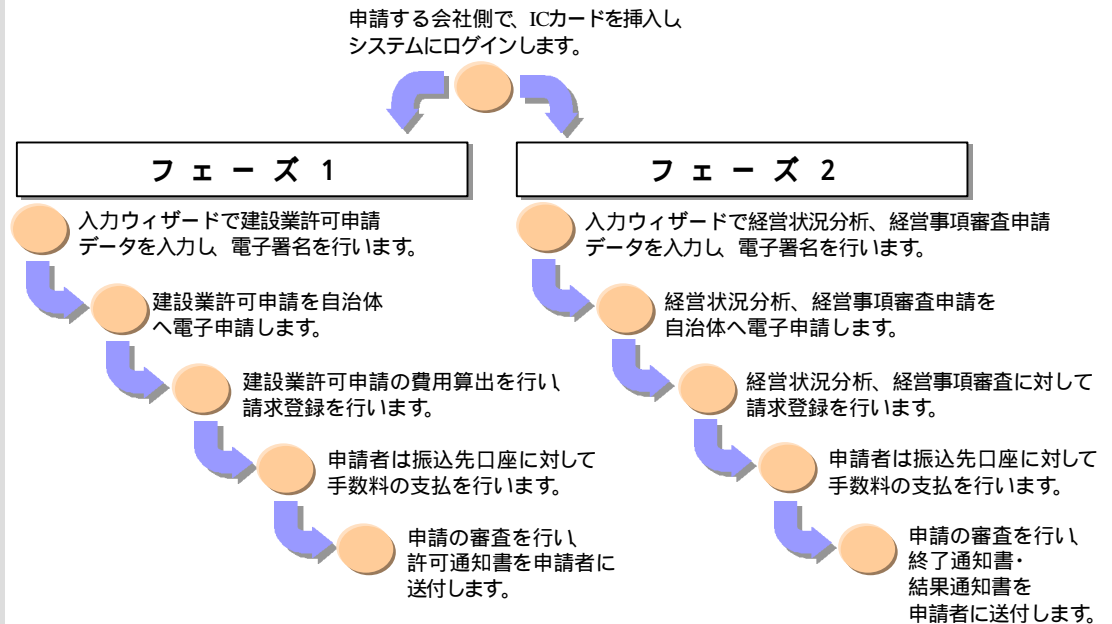 申請する会社側で、ICカードを挿入し、
システムにログインします。
フェーズ 1
入力ウィザードで建設業許可申請
データを入力し、電子署名を行います。
建設業許可申請を自治体
へ電子申請します。
建設業許可申請の費用算出を行い、
請求登録を行います。
申請者は振込先口座に対して
手数料の支払を行います。
申請の審査を行い、
許可通知書を申請者に
送付します。
フェーズ 2
入力ウィザードで経営状況分析、経営事項審査申請
データを入力し、電子署名を行います。
経営状況分析、経営事項審査申請を
自治体へ電子申請します。
経営状況分析、経営事項審査に対して
請求登録を行います。
申請者は振込先口座に対して
手数料の支払を行います。
申請の審査を行い、
終了通知書・
結果通知書を
申請者に送付します。